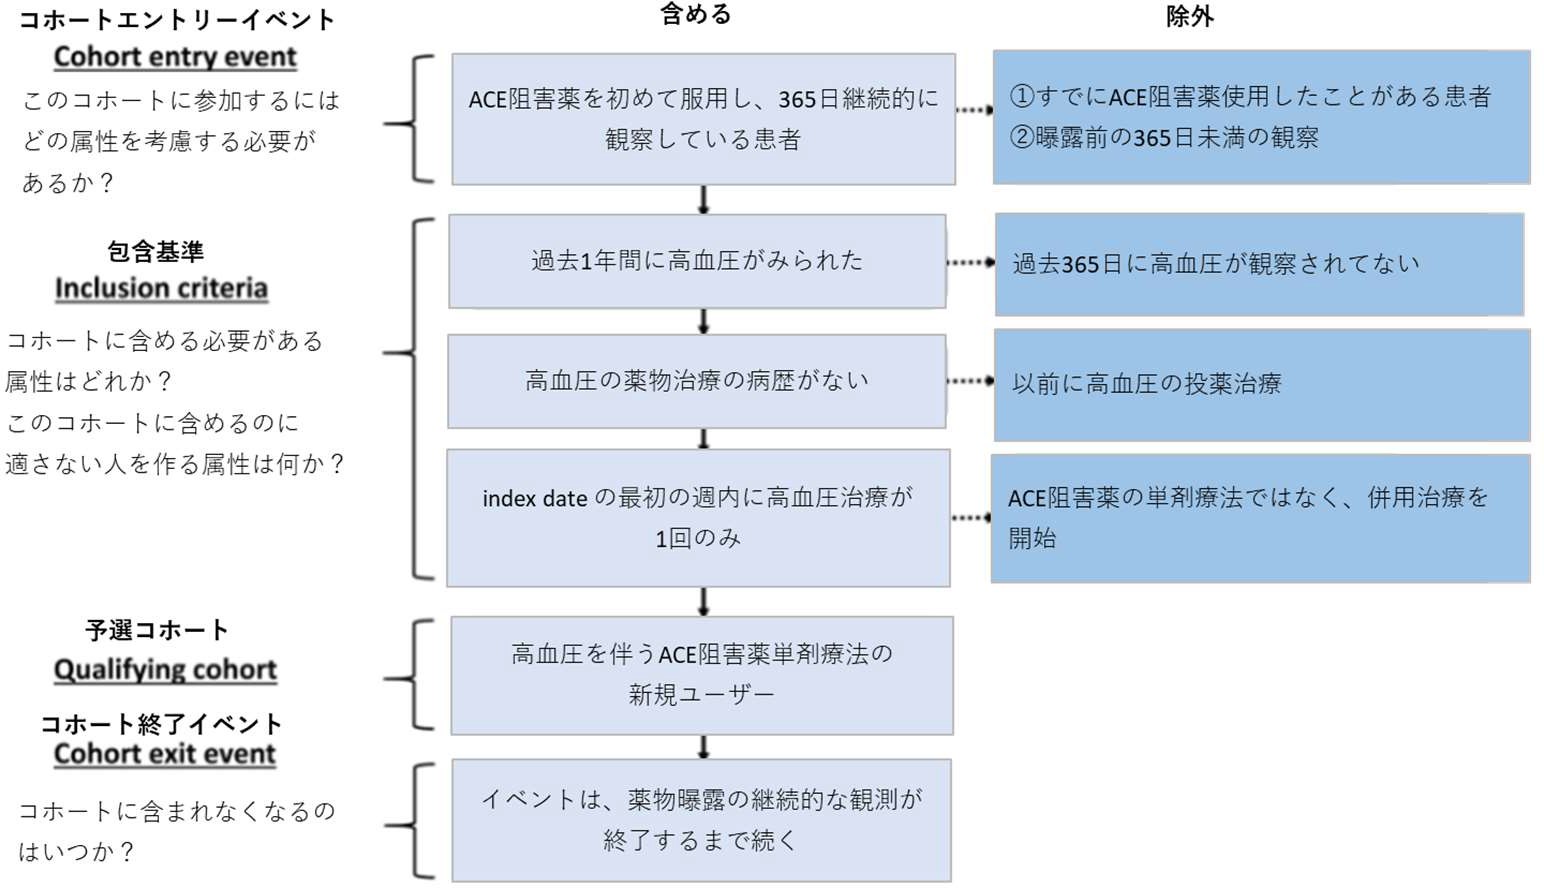 コホートエントリーイベント
Cohort entry event
このコホートに参加するには
どの属性を考慮する必要が
あるか？
含める
除外
ACE阻害薬を初めて服用し、365日継続的に
観察している患者
①すでにACE阻害薬使用したことがある患者
②曝露前の365日未満の観察
包含基準
Inclusion criteria
コホートに含める必要がある
属性はどれか？
このコホートに含めるのに
適さない人を作る属性は何か？
過去1年間に高血圧がみられた
過去365日に高血圧が観察されてない
高血圧の薬物治療の病歴がない
以前に高血圧の投薬治療
index date の最初の週内に高血圧治療が
1回のみ
ACE阻害薬の単剤療法ではなく、併用治療を
開始
予選コホート
Qualifying cohort
高血圧を伴うACE阻害薬単剤療法の
新規ユーザー
コホート終了イベント
Cohort exit event
コホートに含まれなくなるの
はいつか？
イベントは、薬物曝露の継続的な観測が
終了するまで続く